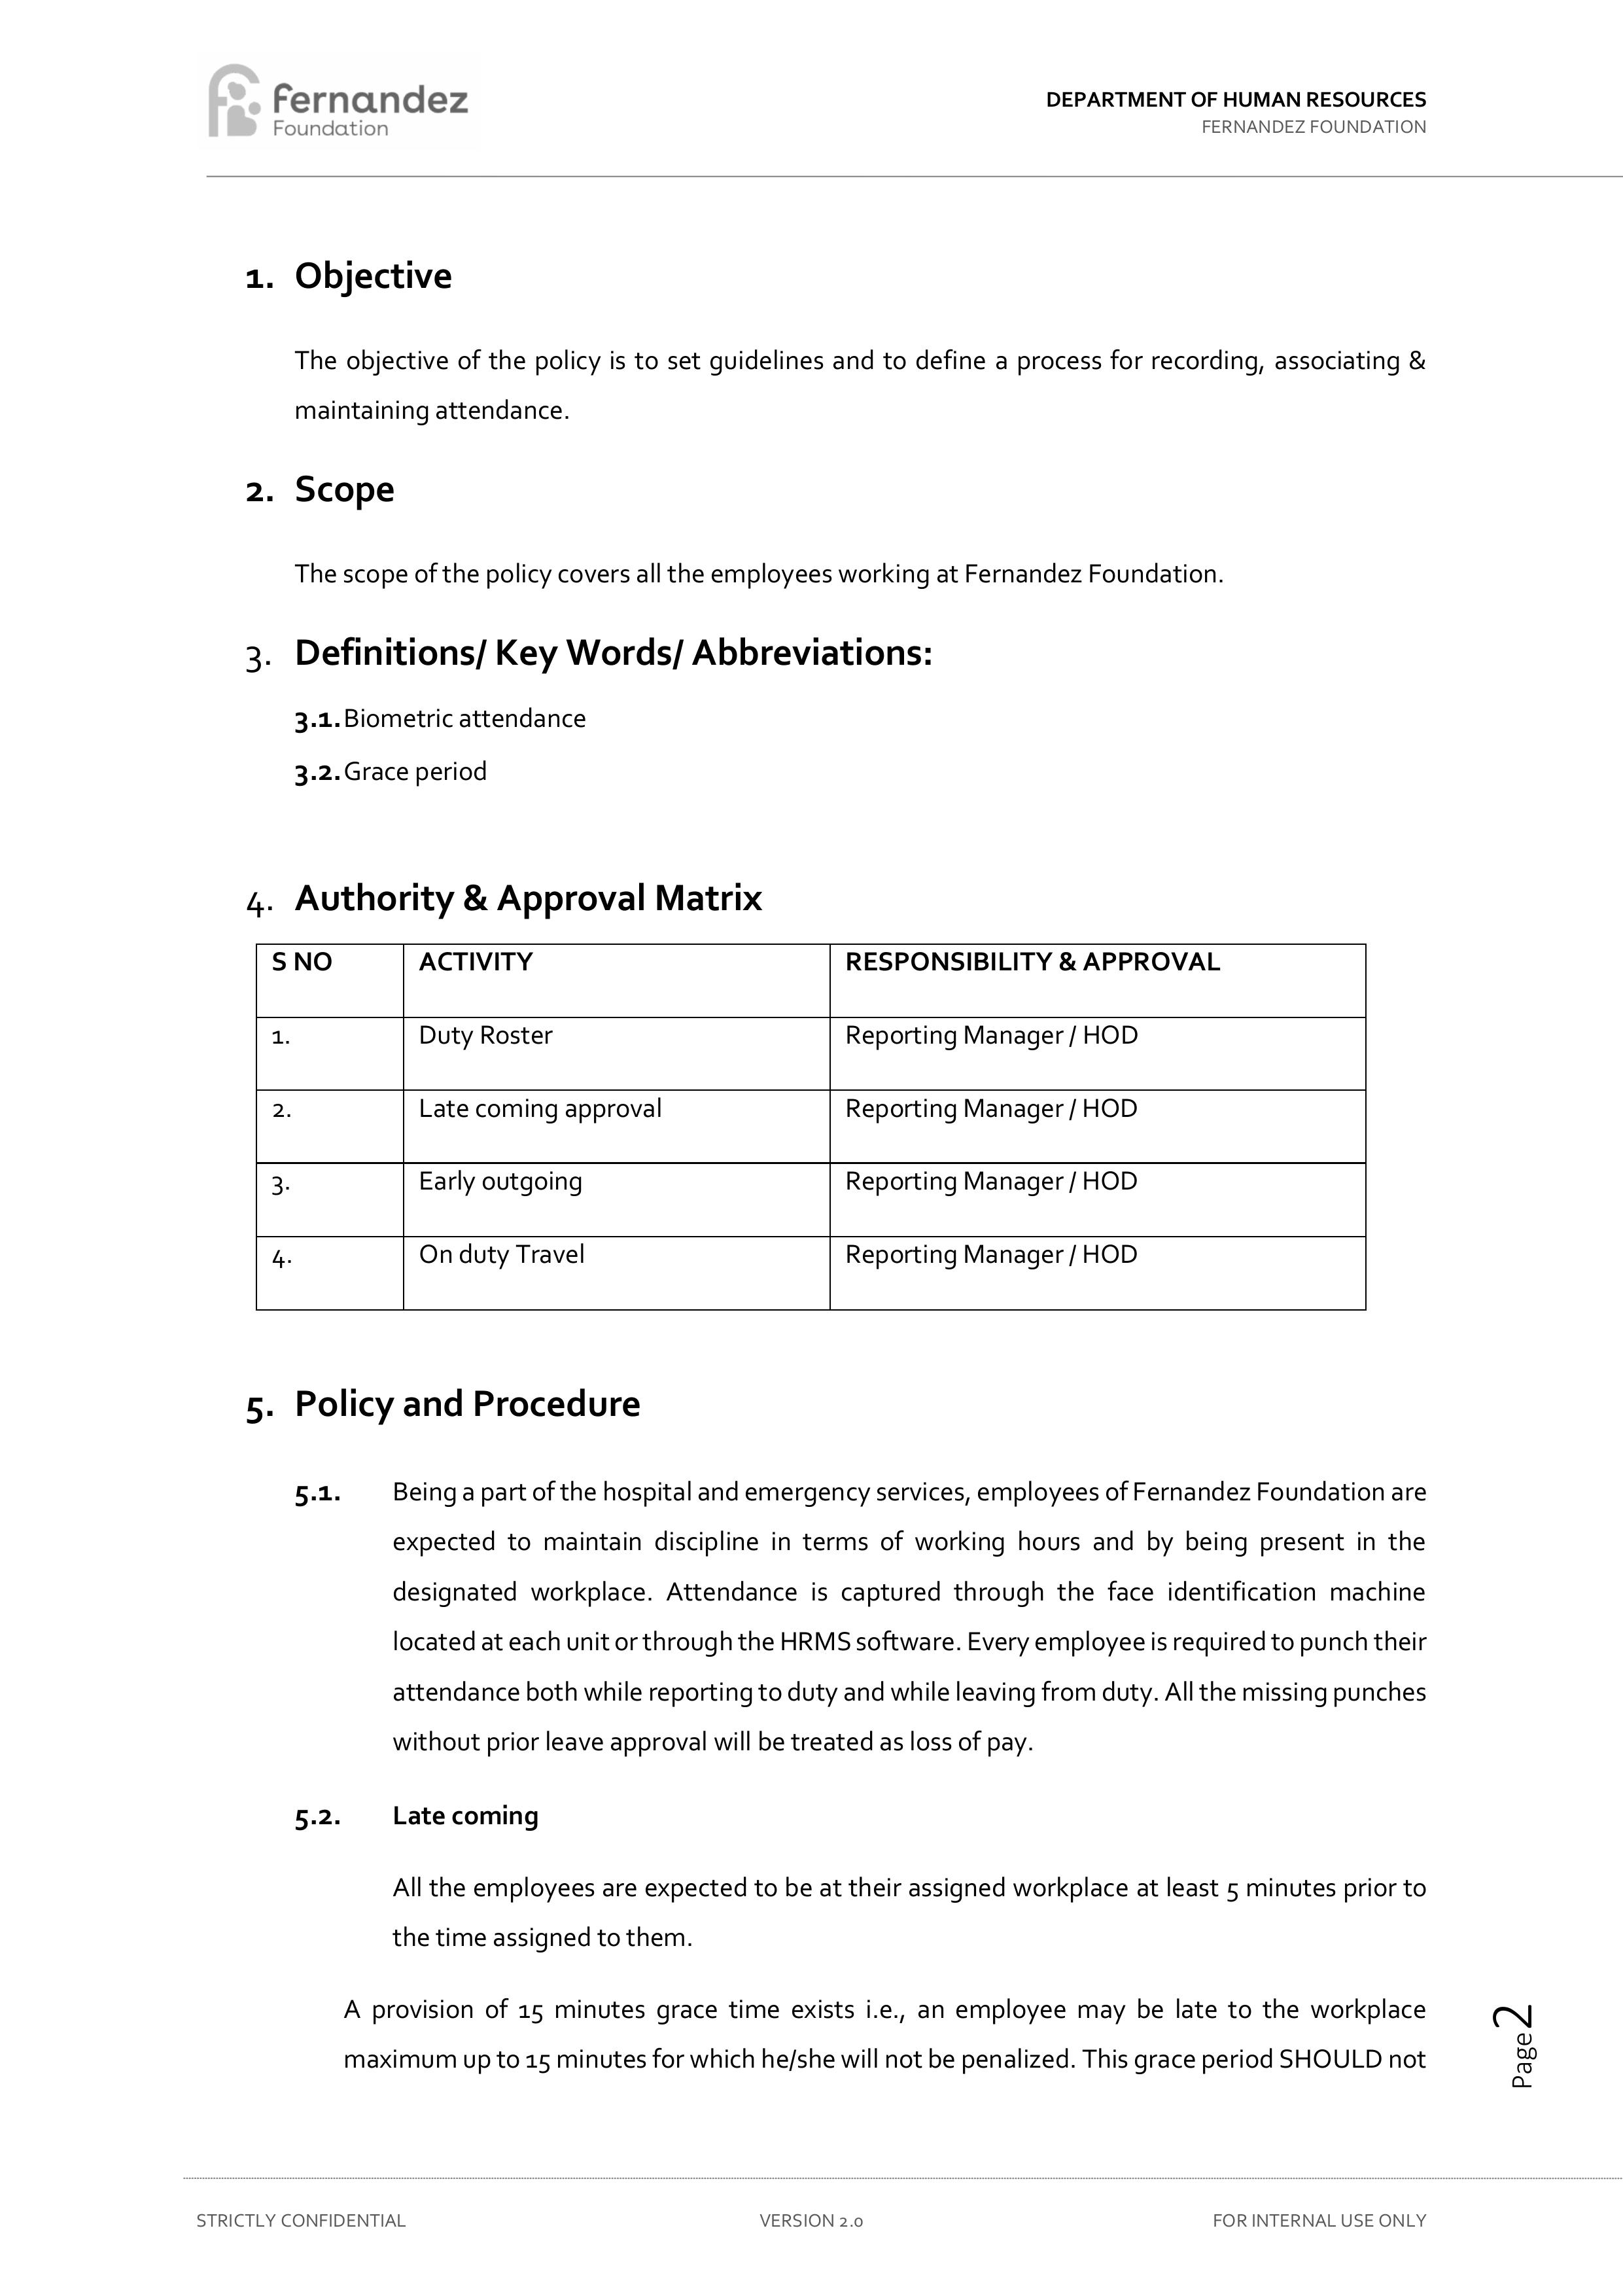 fernandez
Foundation
DEPARTMENT OF HUMAN RESOURCES
FERNANDEZ FOUNDATION
1. Objective
The objective of the policy is to set guidelines and to define a process for recording, associating &
maintaining attendance.
2. Scope
The scope of the policy covers all the employees working at Fernandez Foundation.
3. Definitions/ Key Words/ Abbreviations:
3.1. Biometric attendance
3.2. Grace period
4. Authority & Approval Matrix
S NO ACTIVITY RESPONSIBILITY & APPROVAL
1. Duty Roster Reporting Manager / HOD
2. Late coming approval Reporting Manager / HOD
3. Early outgoing Reporting Manager / HOD
4. On duty Travel Reporting Manager / HOD
5. Policy and Procedure
5.1. Being a part of the hospital and emergency services, employees of Fernandez Foundation are
expected to maintain discipline in terms of working hours and by being present in the
designated workplace. Attendance is captured through the face identification machine
located at each unit or through the HRMS software. Every employee is required to punch their
attendance both while reporting to duty and while leaving from duty. All the missing punches
without prior leave approval will be treated as loss of pay.
5.2. Late coming
All the employees are expected to be at their assigned workplace at least 5 minutes prior to
the time assigned to them.
A provision of 15 minutes grace time exists i.e., an employee may be late to the workplace
maximum up to 15 minutes for which he/she will not be penalized. This grace period SHOULD not
Page 2
STRICTLY CONFIDENTIAL VERSION 2.0 FOR INTERNAL USE ONLY